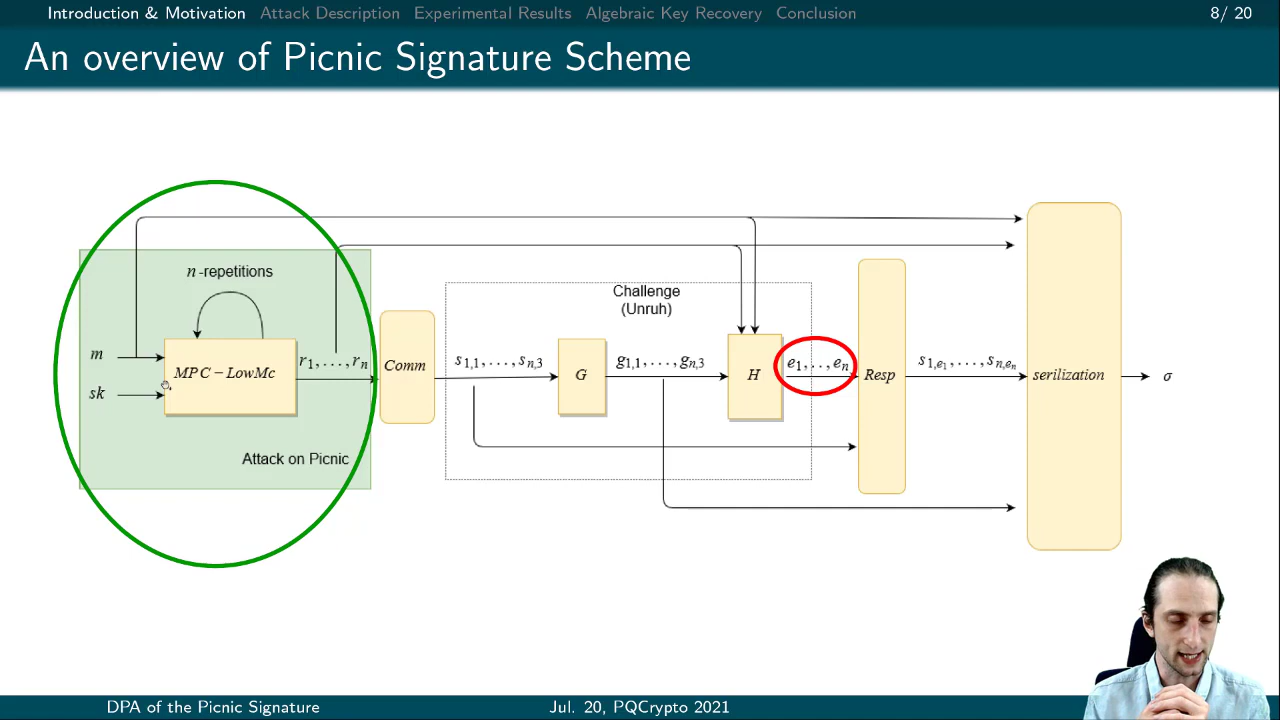 Introduction & Motivation Attack Description Experimental Results Algebraic Key Recovery Conclusion 8/ 20
An overview of Picnic Signature Scheme
n-repetitions
Challenge
(Unruh)
m
MPC – LowMc
r1, . . . , rn
Comm
s1,1, . . . , sn,3
G
g1,1, . . . , gn,3
H
e1, . . , en
Resp
s1,e1, . . . , sn,en
serilization
σ
sk
Attack on Picnic
DPA of the Picnic Signature Jul. 20, PQCrypto 2021